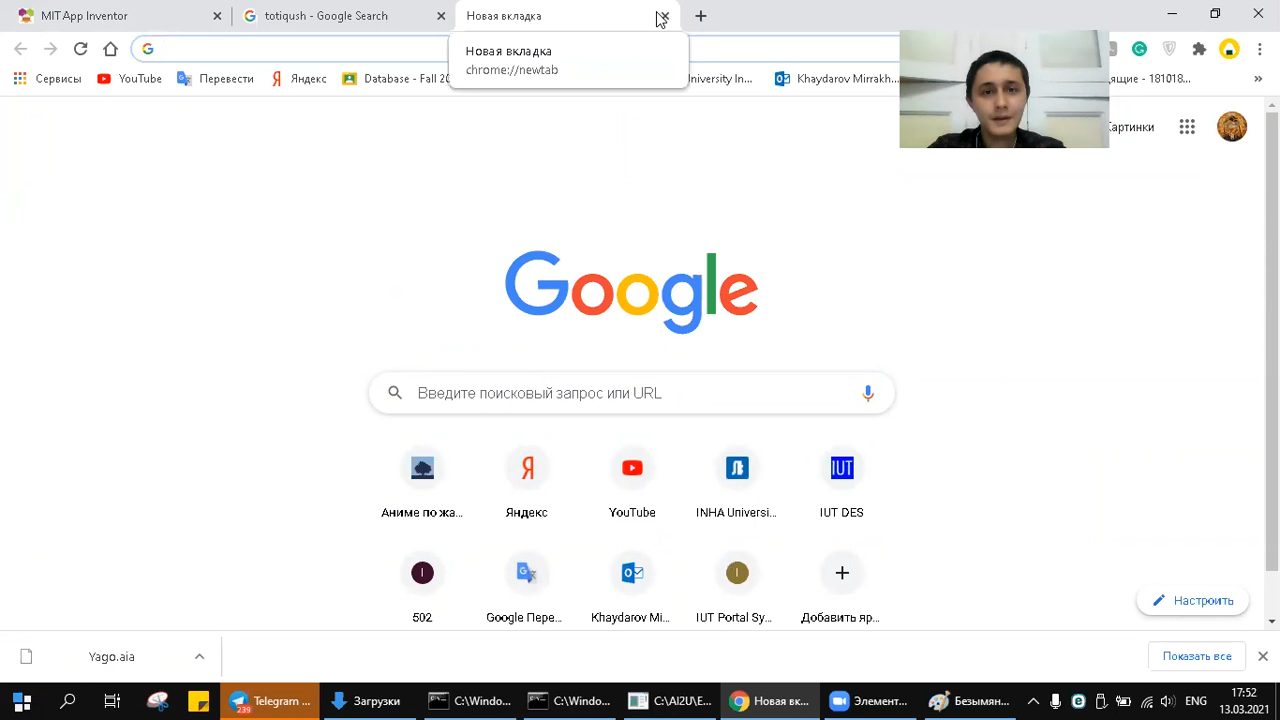 MIT App Inventor
totiqush - Google Search
Новая вкладка
Новая вкладка
chrome://newtab
Сервисы
YouTube
Перевести
Яндекс
Database - Fall 20
University In...
Khaydarov Mirrakh...
дящие - 181018...
Картинки
Google
Введите поисковый запрос или URL
Аниме по жа...
Яндекс
YouTube
INHA Universi...
IUT
IUT DES
502
Google Пере...
Khaydarov Mi...
IUT Portal Sy...
Добавить яр...
Настроить
Yago.aia
Показать все
239
Telegram ...
Загрузки
C:\Windo...
C:\Windo...
C:\AI2U\E...
Новая вк...
Элемент...
Безымян...
ENG
17:52
13.03.2021